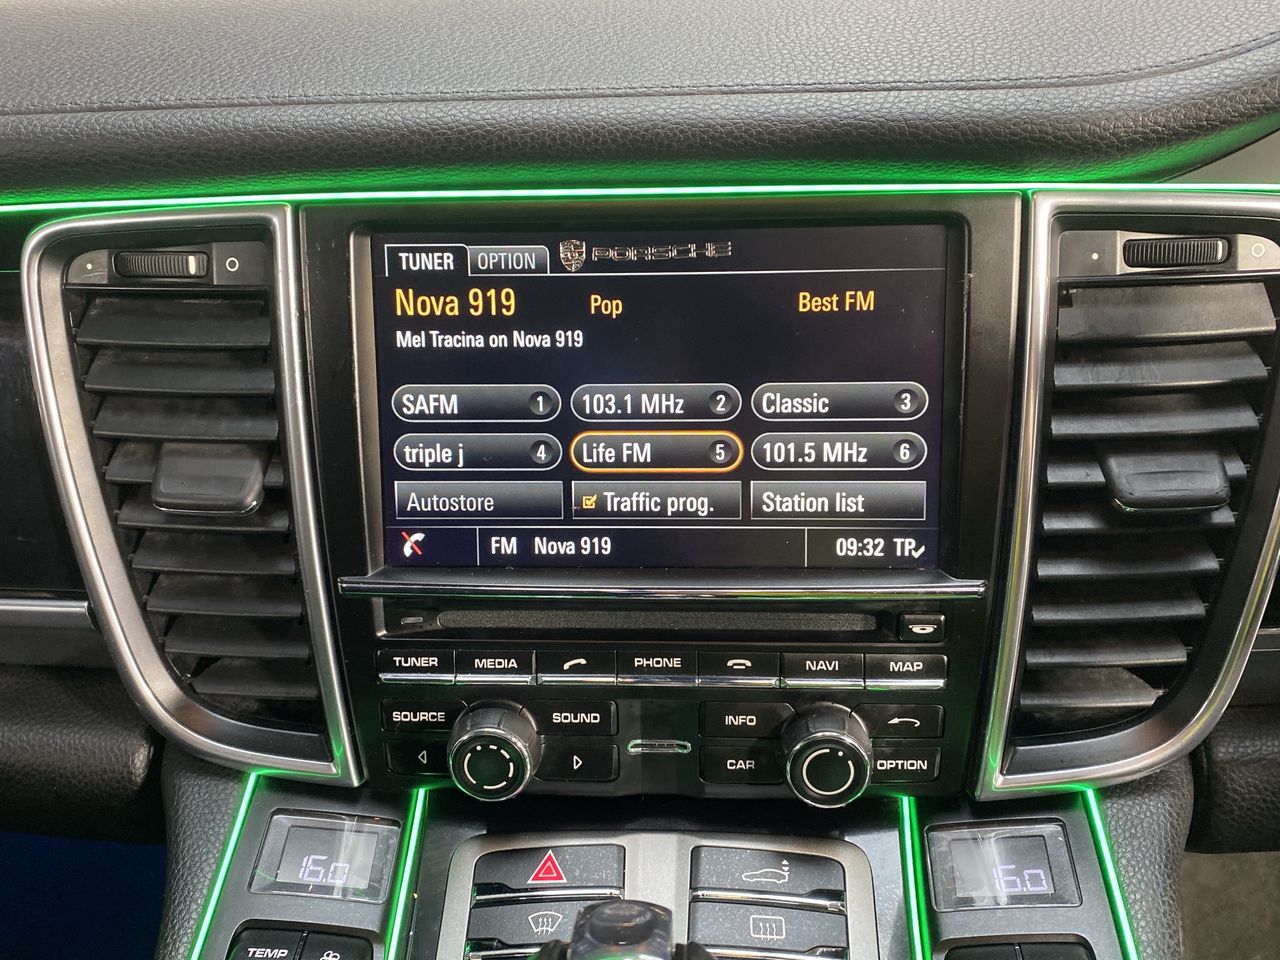 TUNER OPTION PORSCHE
Nova 919 Pop Best FM
Mel Tracina on Nova 919
SAFM 1 103.1 MHz 2 Classic 3
triple j 4 Life FM 5 101.5 MHz 6
Autostore Traffic prog. Station list
FM Nova 919 09:32 TP
TUNER MEDIA PHONE NAVI MAP
SOURCE SOUND INFO
CAR OPTION
16.0
TEMP